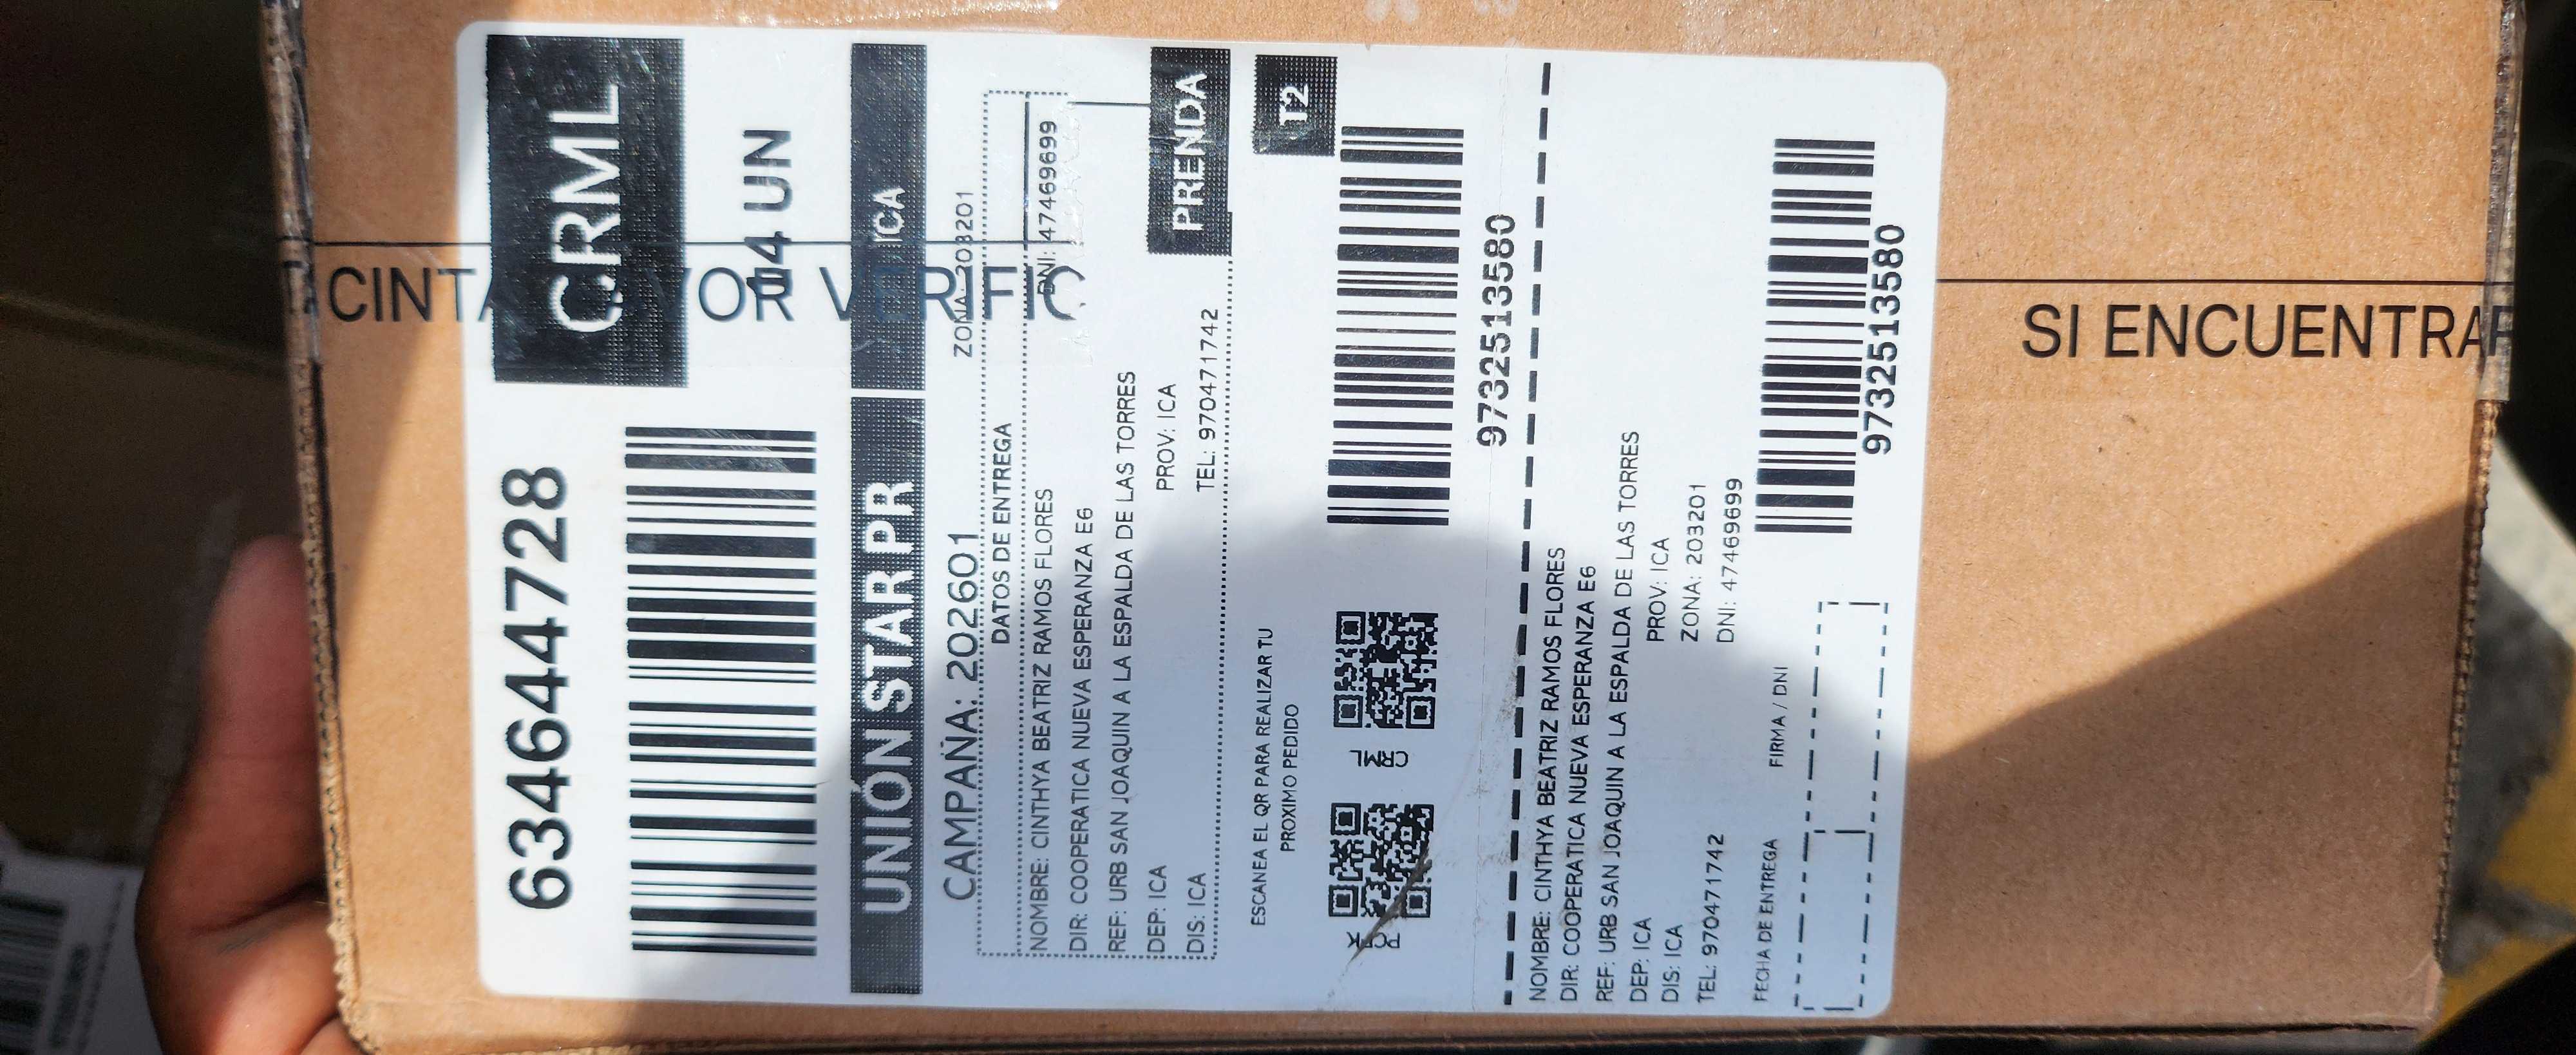 6346444728
CRML
04 UN
UNIÓN STAR PR
ICA
CAMPAÑA: 202601
ZONA: 203201
DATOS DE ENTREGA
NOMBRE: CINTHYA BEATRIZ RAMOS FLORES
DNI: 47469699
DIR: COOPERATICA NUEVA ESPERANZA E6
REF: URB SAN JOAQUIN A LA ESPALDA DE LAS TORRES
DEP: ICA
PROV: ICA
DIS: ICA
TEL: 970471742
PRENDA
T2
ESCANEA EL QR PARA REALIZAR TU
PROXIMO PEDIDO
CRML
9732513580
NOMBRE: CINTHYA BEATRIZ RAMOS FLORES
DIR: COOPERATICA NUEVA ESPERANZA E6
REF: URB SAN JOAQUIN A LA ESPALDA DE LAS TORRES
DEP: ICA
PROV: ICA
DIS: ICA
ZONA: 203201
TEL: 970471742
DNI: 47469699
FECHA DE ENTREGA
FIRMA / DNI
9732513580
CINTA
VOR VERIFIC
SI ENCUENTRA